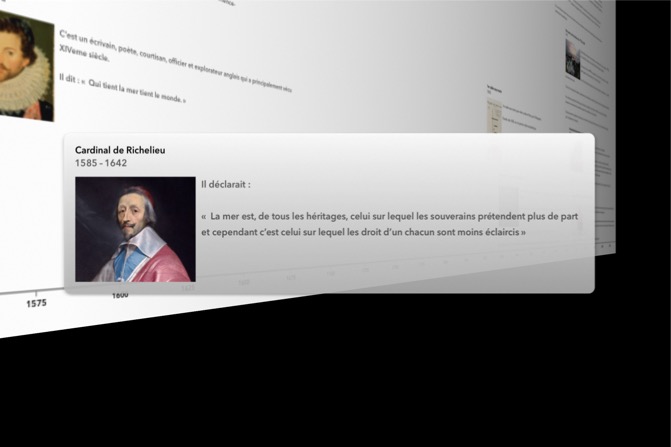 C'est un écrivain, poète, courtisan, officier et explorateur anglais qui a principalement vécu
XIVeme siècle.
Il dit : « Qui tient la mer tient le monde. »
Cardinal de Richelieu
1585 - 1642
Il déclarait :
« La mer est, de tous les héritages, celui sur lequel les souverains prétendent plus de part
et cependant c'est celui sur lequel les droit d'un chacun sont moins éclaircis »
1575
1600